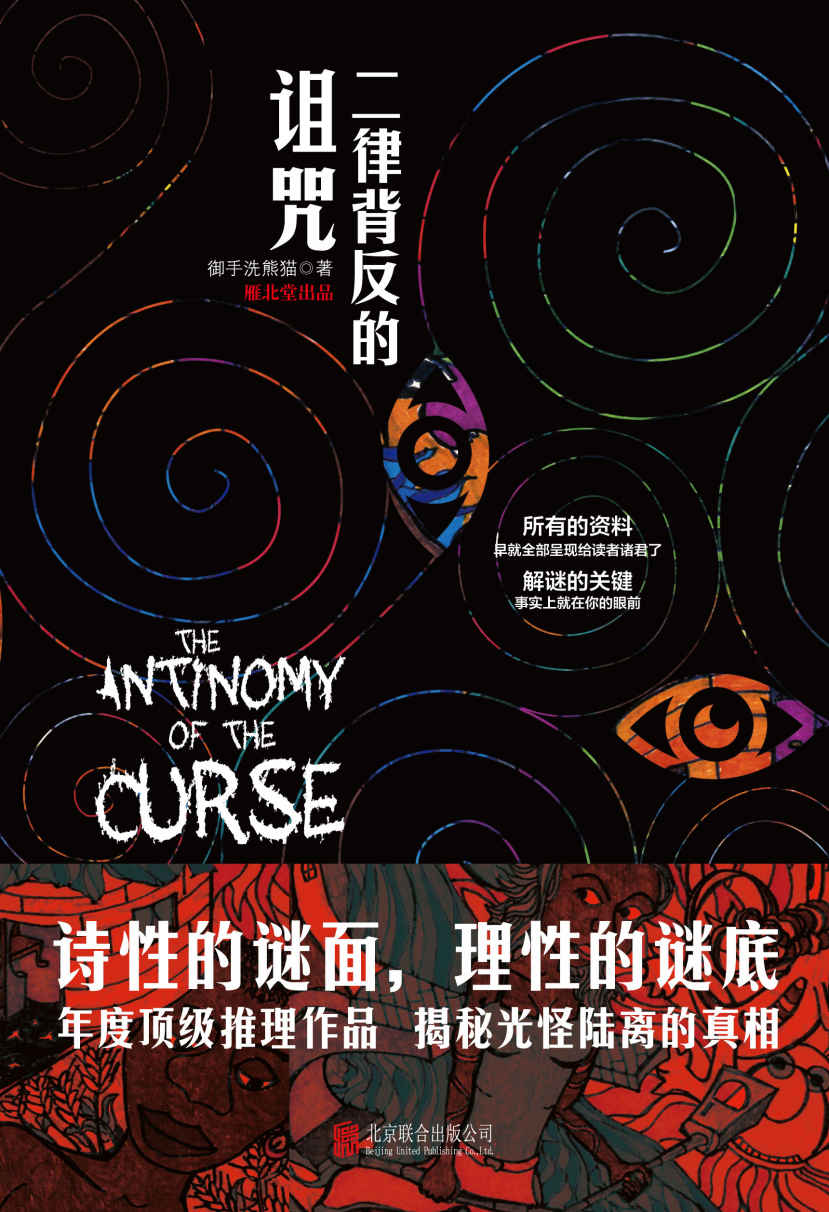 二律背反的
诅咒
御手洗熊猫◎著
雁北堂出品
所有的资料
早就全部呈现给读者诸君了
解谜的关键
事实上就在你的眼前
THE
ANTINOMY
OF THE
CURSE
诗性的谜面，理性的谜底
年度顶级推理作品 揭秘光怪陆离的真相
北京联合出版公司
Beijing United Publishing Co.,Ltd.